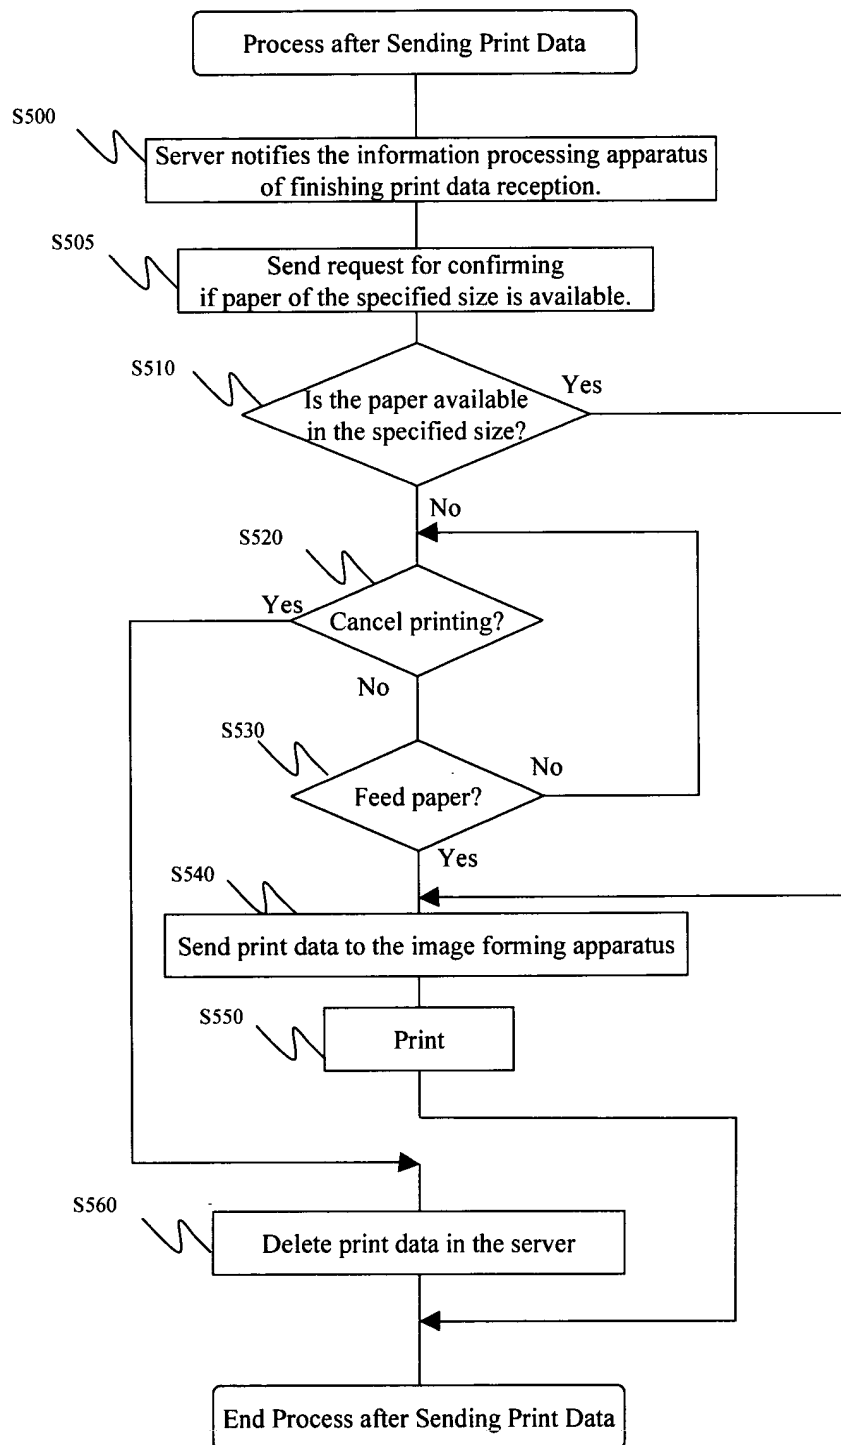 Process after Sending Print Data
S500
Server notifies the information processing apparatus
of finishing print data reception.
S505
Send request for confirming
if paper of the specified size is available.
S510
Yes
Is the paper available
in the specified size?
No
S520
Yes
Cancel printing?
No
S530
No
Feed paper?
Yes
S540
Send print data to the image forming apparatus
S550
Print
S560
Delete print data in the server
End Process after Sending Print Data